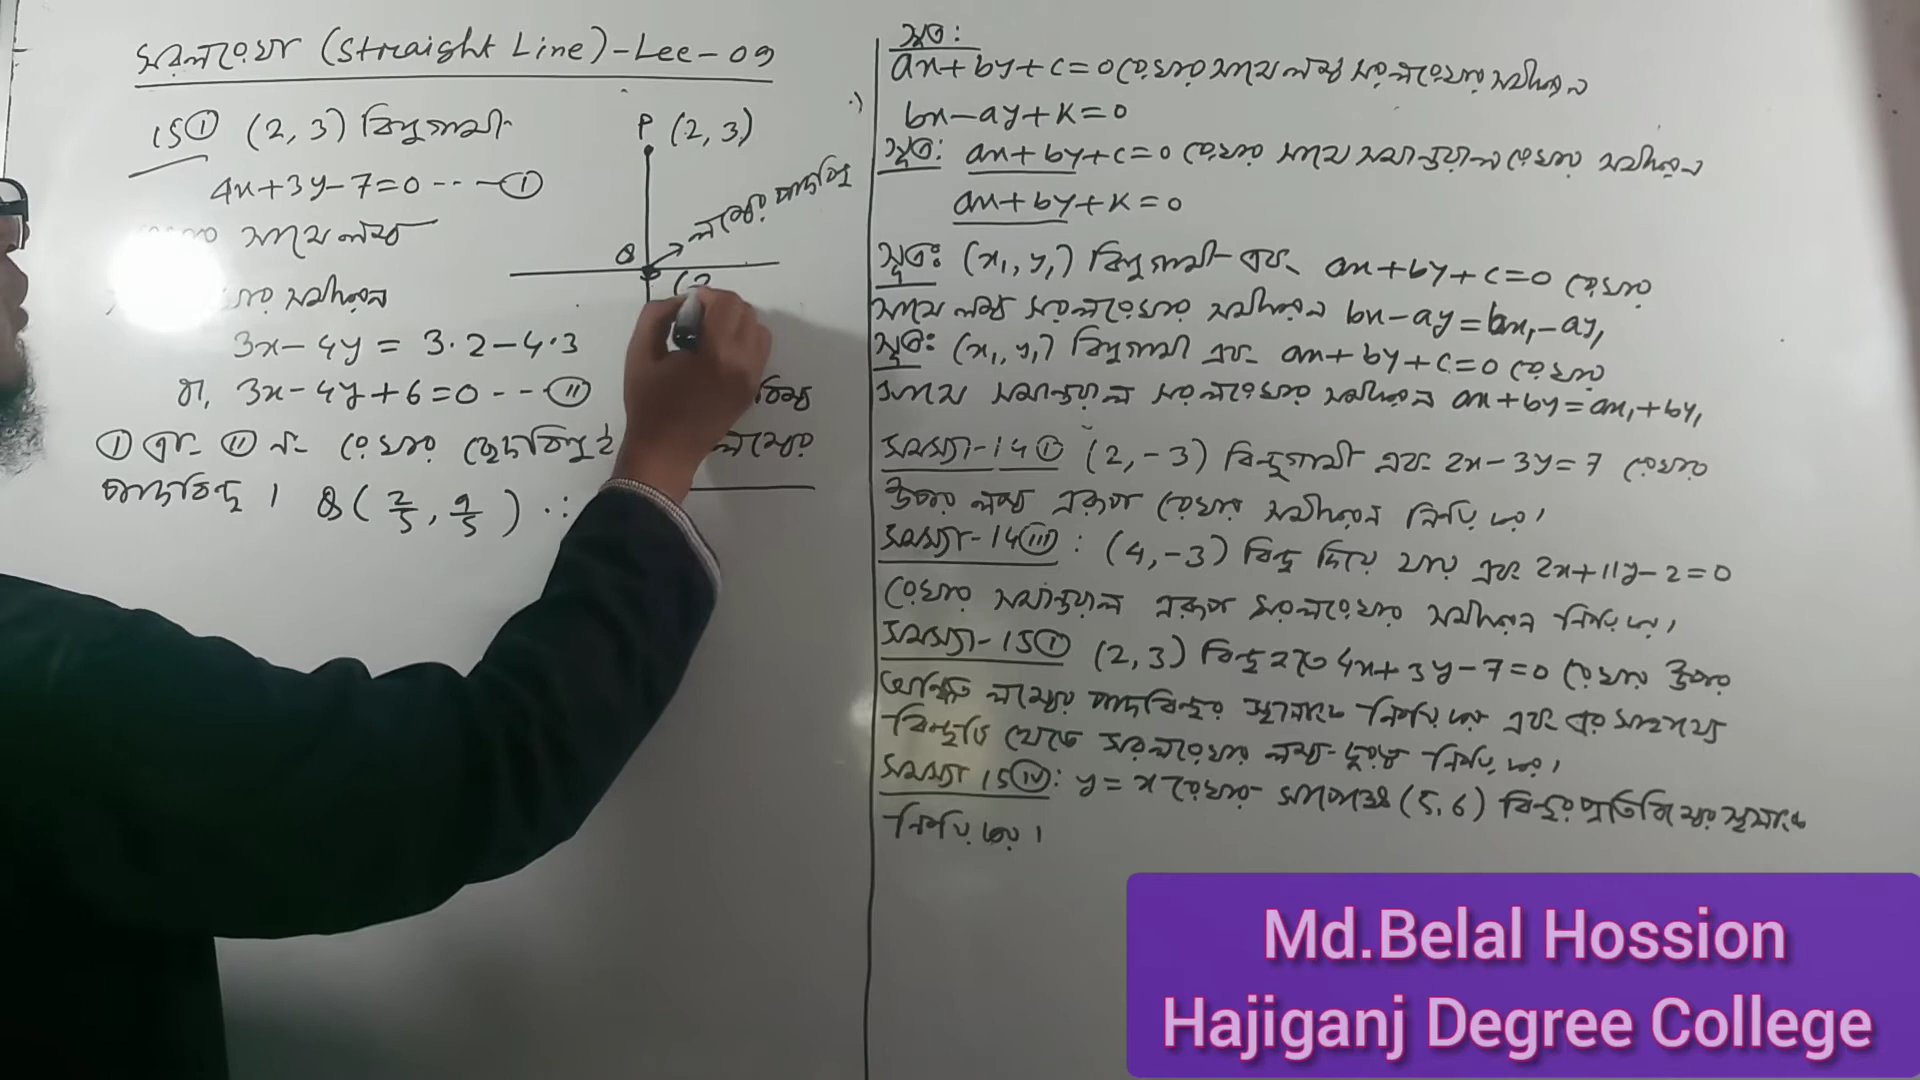 সরলরেখা (Straight Line)-Lec-09
15 (i) (2, 3) বিন্দুগামী
4x+3y-7=0 --- (i)
সাথে লম্ব
সমীকরণ
3x-4y = 3.2-4.3
বা, 3x-4y+6=0 --- (ii)
(i) এবং (ii) নং রেখার ছেদবিন্দুই লম্বের
পাদবিন্দু। Q(2/5, 9/5) ∴
P (2, 3)
লম্বের পাদবিন্দু
Q
(2
সূত্র:
ax+by+c=0 রেখার সাথে লম্ব সরলরেখার সমীকরণ
bx-ay+k=0
সূত্র: ax+by+c=0 রেখার সাথে সমান্তরাল রেখার সমীকরণ
ax+by+k=0
সূত্রঃ (x₁, y₁) বিন্দুগামী এবং ax+by+c=0 রেখার
সাথে লম্ব সরলরেখার সমীকরণ bx-ay=bx₁-ay₁
সূত্রঃ (x₁, y₁) বিন্দুগামী এবং ax+by+c=0 রেখার
সাথে সমান্তরাল সরলরেখার সমীকরণ ax+by=ax₁+by₁
সমস্যা-14 (i) (2, -3) বিন্দুগামী এবং 2x-3y=7 রেখার
উপর লম্ব এরূপ রেখার সমীকরণ নির্ণয় কর।
সমস্যা-14 (iii) : (4, -3) বিন্দু দিয়ে যায় এবং 2x+11y-2=0
রেখার সমান্তরাল এরূপ সরলরেখার সমীকরণ নির্ণয় কর।
সমস্যা-15 (i) (2, 3) বিন্দু হতে 4x+3y-7=0 রেখার উপর
অঙ্কিত লম্বের পাদবিন্দুর স্থানাংক নির্ণয় কর এবং এর সাহায্যে
বিন্দুটি থেকে সরলরেখার লম্ব-দূরত্ব নির্ণয় কর।
সমস্যা 15 (iv): y = x রেখার সাপেক্ষে (5, 6) বিন্দুর প্রতিবিম্বের স্থানাংক
নির্ণয় কর।
Md.Belal Hossion
Hajiganj Degree College